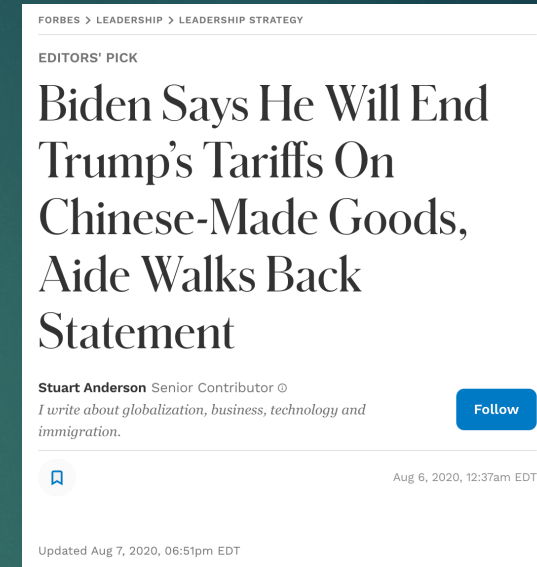 FORBES > LEADERSHIP > LEADERSHIP STRATEGY
EDITORS' PICK
Biden Says He Will End
Trump's Tariffs On
Chinese-Made Goods,
Aide Walks Back
Statement
Stuart Anderson Senior Contributor
I write about globalization, business, technology and
immigration.
Follow
Aug 6, 2020, 12:37am EDT
Updated Aug 7, 2020, 06:51pm EDT